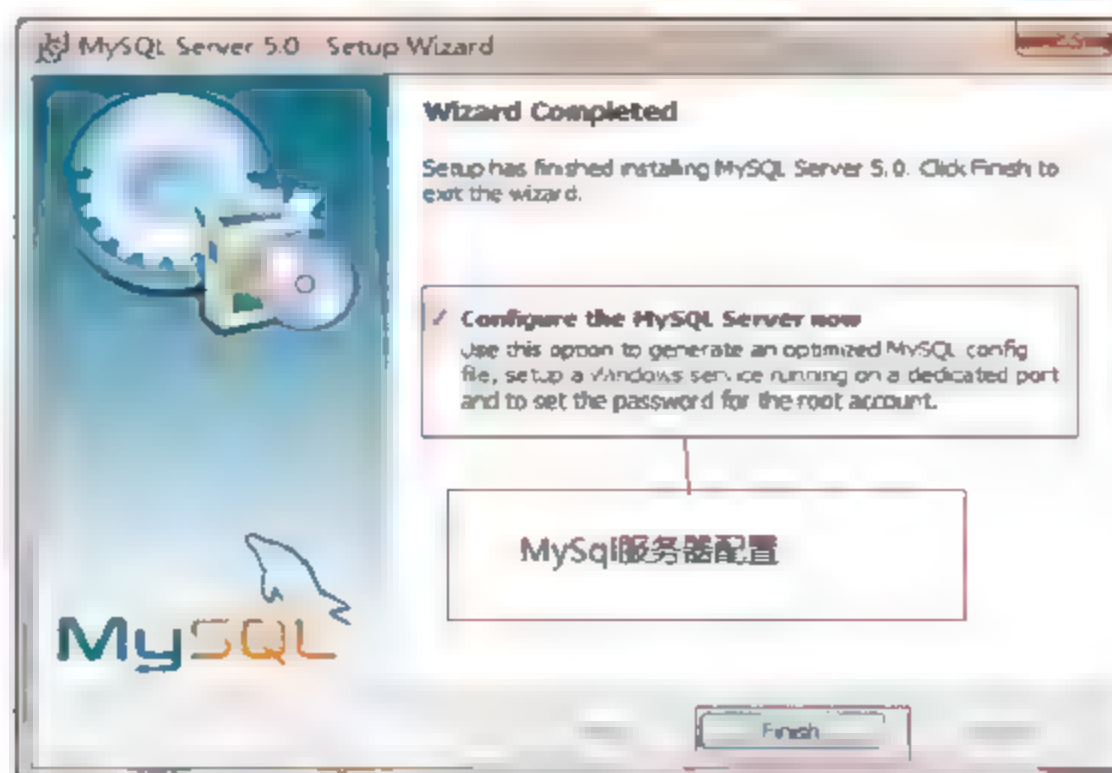 MySQL Server 5.0 Setup Wizard
Wizard Completed
Setup has finished installing MySQL Server 5.0. Click Finish to
exit the wizard.
✓ Configure the MySQL Server now
Use this option to generate an optimized MySQL config
file, setup a Windows service running on a dedicated port
and to set the password for the root account.
MySql服务器配置
MySQL
Finish